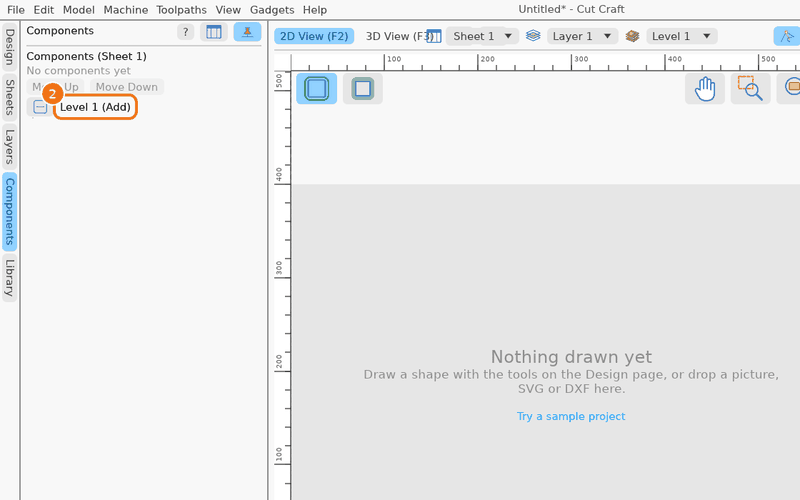 File Edit Model Machine Toolpaths View Gadgets Help
Untitled* - Cut Craft
Components
?
2D View (F2)
3D View (F3)
Sheet 1
Layer 1
Level 1
Components (Sheet 1)
No components yet
Up
Move Down
2
Level 1 (Add)
Design
Sheets
Layers
Components
Library
100
200
300
400
500
500
400
300
200
100
Nothing drawn yet
Draw a shape with the tools on the Design page, or drop a picture,
SVG or DXF here.
Try a sample project